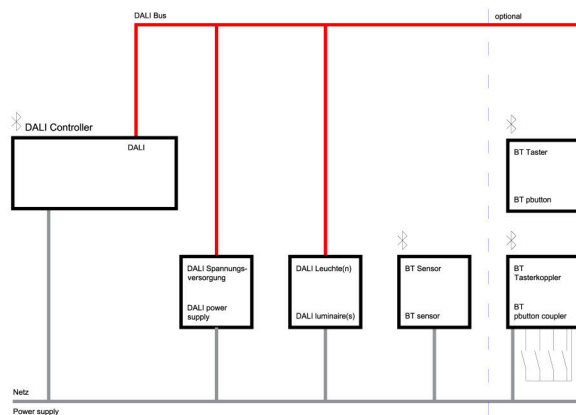 DALI Bus
optional
DALI Controller
DALI
BT Taster
BT pbutton
DALI Spannungs-
versorgung
DALI power
supply
DALI Leuchte(n)
DALI luminaire(s)
BT Sensor
BT sensor
BT
Tasterkoppler
BT
pbutton coupler
Netz
Power supply